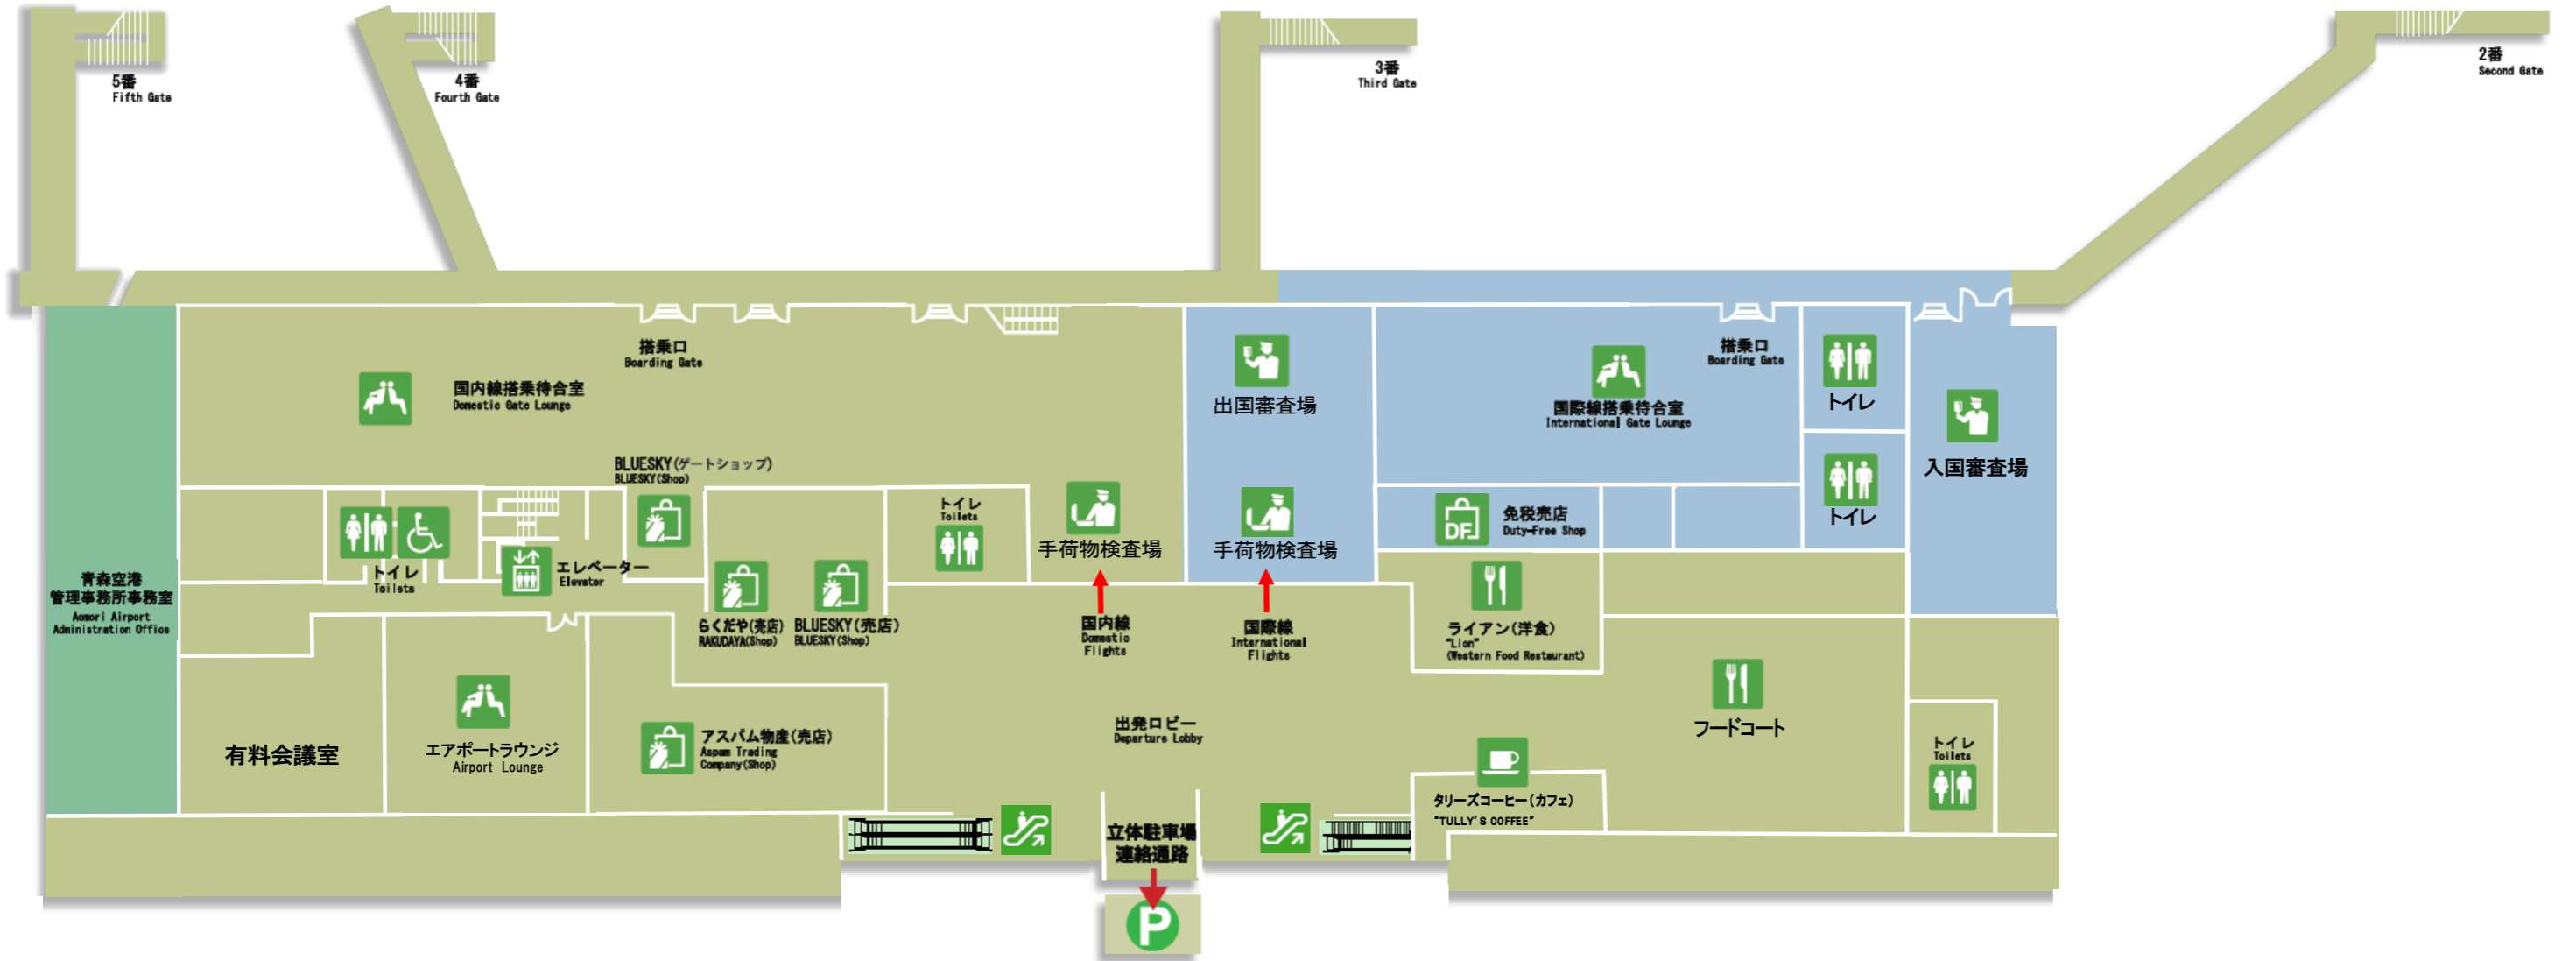 5番
Fifth Gate
4番
Fourth Gate
3番
Third Gate
2番
Second Gate
搭乗口
Boarding Gate
国内線搭乗待合室
Domestic Gate Lounge
出国審査場
搭乗口
Boarding Gate
国際線搭乗待合室
International Gate Lounge
トイレ
入国審査場
BLUESKY(ゲートショップ)
BLUESKY(Shop)
トイレ
Toilets
手荷物検査場
手荷物検査場
DF
免税売店
Duty-Free Shop
トイレ
トイレ
Toilets
エレベーター
Elevator
青森空港
管理事務所事務室
Aomori Airport
Administration Office
らくだや(売店)
RAKUDAYA(Shop)
BLUESKY(売店)
BLUESKY(Shop)
国内線
Domestic
Flights
国際線
International
Flights
ライアン(洋食)
"Lion"
(Western Food Restaurant)
有料会議室
エアポートラウンジ
Airport Lounge
アスパム物産(売店)
Aspam Trading
Company(Shop)
出発ロビー
Departure Lobby
フードコート
トイレ
Toilets
タリーズコーヒー(カフェ)
"TULLY'S COFFEE"
立体駐車場
連絡通路
P